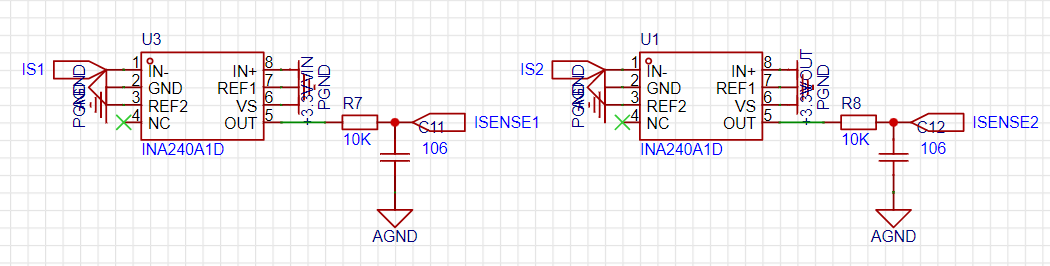 U3
IS1
1 IN- IN+ 8
2 GND REF1 7
3 REF2 VS 6
4 NC OUT 5
INA240A1D
AGND
PGND
VIN
+3.3V
PGND
R7
10K
C11
106
ISENSE1
AGND
U1
IS2
1 IN- IN+ 8
2 GND REF1 7
3 REF2 VS 6
4 NC OUT 5
INA240A1D
AGND
PGND
VOUT
+3.3V
PGND
R8
10K
C12
106
ISENSE2
AGND